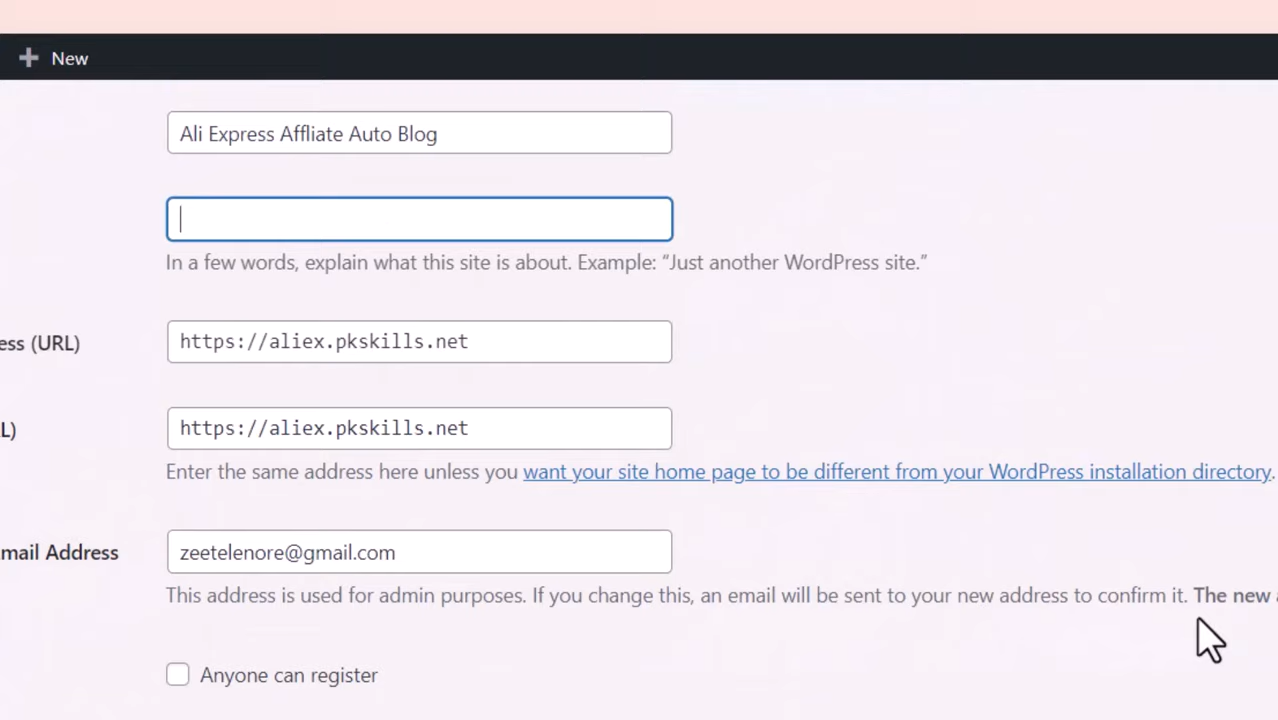 New
Ali Express Affliate Auto Blog
In a few words, explain what this site is about. Example: “Just another WordPress site.”
ess (URL)
https://aliex.pkskills.net
L)
https://aliex.pkskills.net
Enter the same address here unless you want your site home page to be different from your WordPress installation directory.
mail Address
zeetelenore@gmail.com
This address is used for admin purposes. If you change this, an email will be sent to your new address to confirm it. The new
Anyone can register